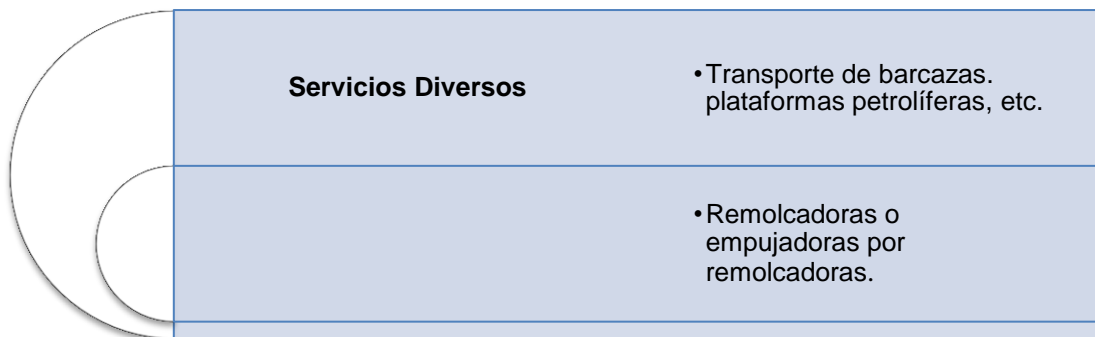 Servicios Diversos
•Transporte de barcazas.
plataformas petrolíferas, etc.
•Remolcadoras o
empujadoras por
remolcadoras.